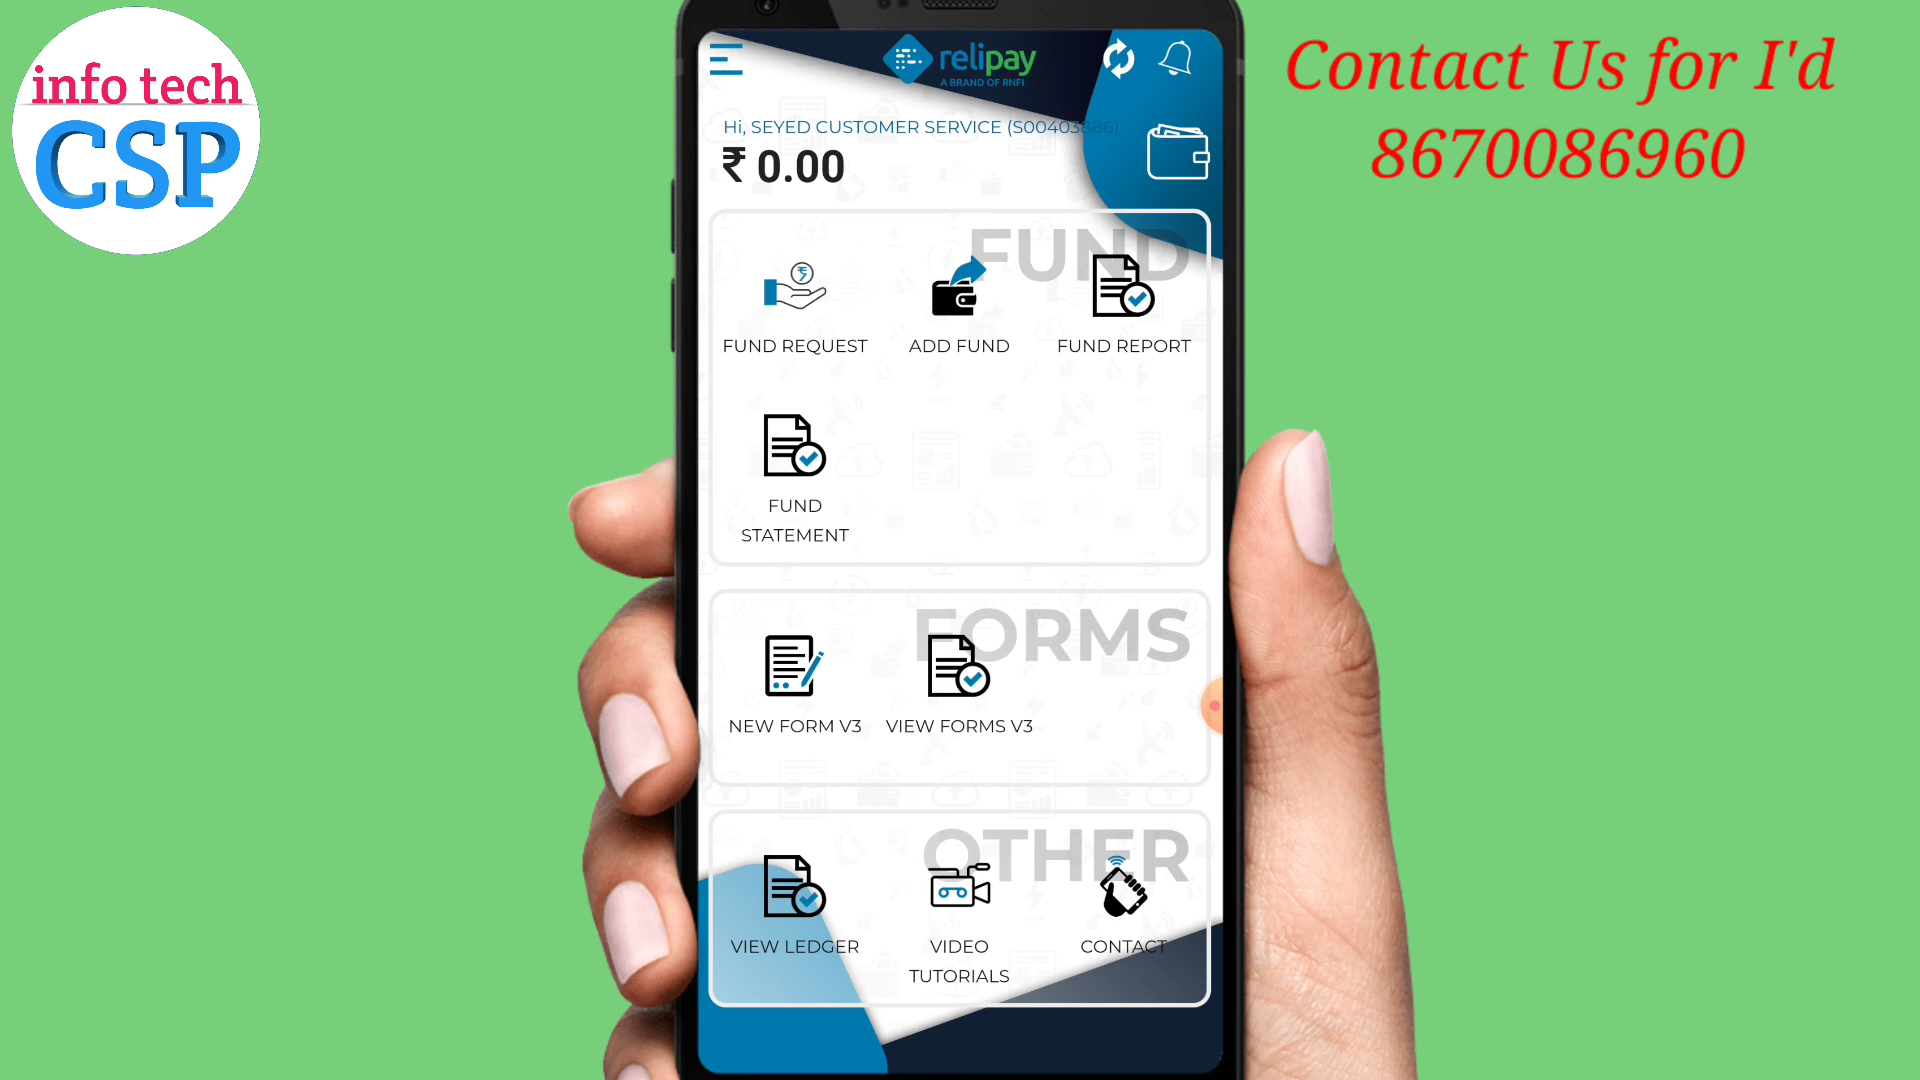 info tech
CSP
Contact Us for I'd
8670086960
relipay
A BRAND OF RNFI
Hi, SEYED CUSTOMER SERVICE (S00403886)
₹ 0.00
FUND
FUND REQUEST
ADD FUND
FUND REPORT
FUND
STATEMENT
FORMS
NEW FORM V3
VIEW FORMS V3
OTHER
VIEW LEDGER
VIDEO
TUTORIALS
CONTACT